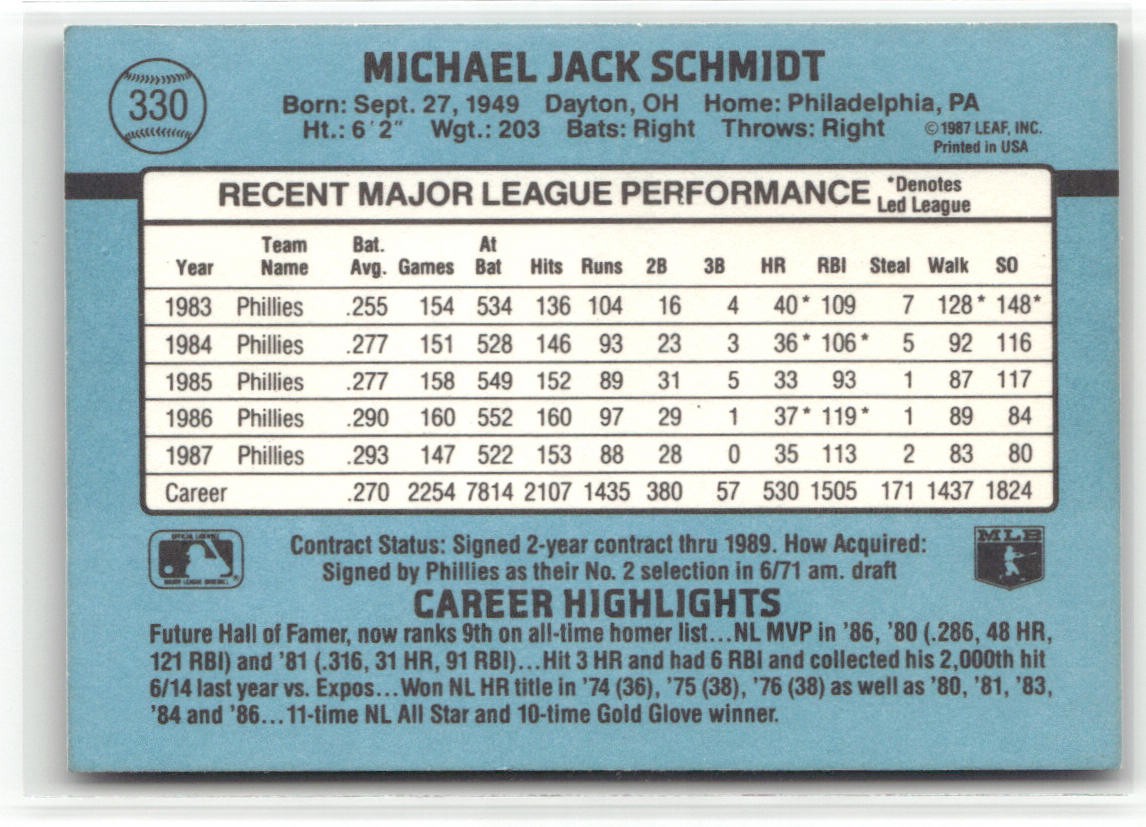 330
MICHAEL JACK SCHMIDT
Born: Sept. 27, 1949 Dayton, OH Home: Philadelphia, PA
Ht.: 6'2" Wgt.: 203 Bats: Right Throws: Right
©1987 LEAF, INC.
Printed in USA
RECENT MAJOR LEAGUE PERFORMANCE
*Denotes
Led League
Year Team Name Bat. Avg. Games At Bat Hits Runs 2B 3B HR RBI Steal Walk SO
1983 Phillies .255 154 534 136 104 16 4 40* 109 7 128* 148*
1984 Phillies .277 151 528 146 93 23 3 36* 106* 5 92 116
1985 Phillies .277 158 549 152 89 31 5 33 93 1 87 117
1986 Phillies .290 160 552 160 97 29 1 37* 119* 1 89 84
1987 Phillies .293 147 522 153 88 28 0 35 113 2 83 80
Career .270 2254 7814 2107 1435 380 57 530 1505 171 1437 1824
Contract Status: Signed 2-year contract thru 1989. How Acquired:
Signed by Phillies as their No. 2 selection in 6/71 am. draft
OFFICIAL LICENSEE
MAJOR LEAGUE BASEBALL
MLB
CAREER HIGHLIGHTS
Future Hall of Famer, now ranks 9th on all-time homer list...NL MVP in '86, '80 (.286, 48 HR,
121 RBI) and '81 (.316, 31 HR, 91 RBI)...Hit 3 HR and had 6 RBI and collected his 2,000th hit
6/14 last year vs. Expos...Won NL HR title in '74 (36), '75 (38), '76 (38) as well as '80, '81, '83,
'84 and '86...11-time NL All Star and 10-time Gold Glove winner.